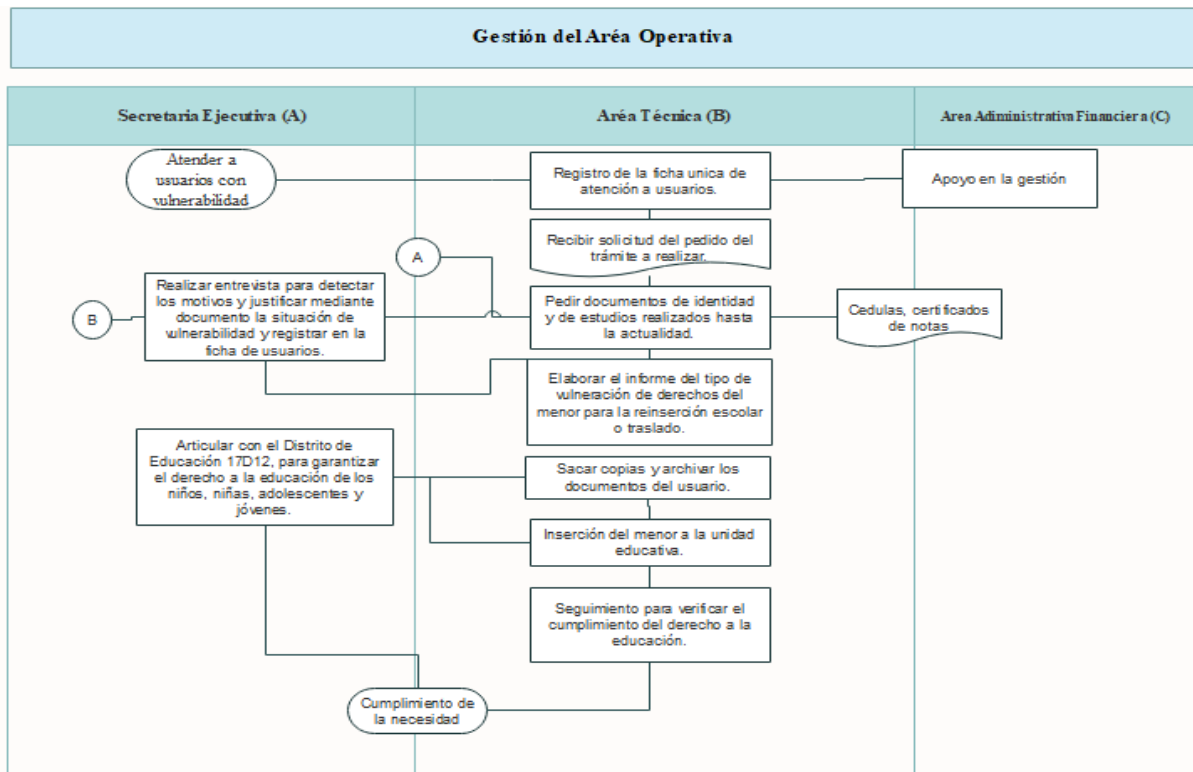 Gestión del Aréa Operativa
Secretaria Ejecutiva (A)
Aréa Técnica (B)
Area Adiministrativa Financiera (C)
Atender a
usuarios con
vulnerabilidad
Registro de la ficha unica de
atención a usuarios.
Apoyo en la gestión
Recibir solicitud del pedido del
trámite a realizar.
A
B
Realizar entrevista para detectar
los motivos y justificar mediante
documento la situación de
vulnerabilidad y registrar en la
ficha de usuarios.
Pedir documentos de identidad
y de estudios realizados hasta
la actualidad.
Cedulas, certificados
de notas
Elaborar el informe del tipo de
vulneración de derechos del
menor para la reinserción escolar
o traslado.
Articular con el Distrito de
Educación 17D12, para garantizar
el derecho a la educación de los
niños, niñas, adolescentes y
jóvenes.
Sacar copias y archivar los
documentos del usuario.
Inserción del menor a la unidad
educativa.
Seguimiento para verificar el
cumplimiento del derecho a la
educación.
Cumplimiento de
la necesidad